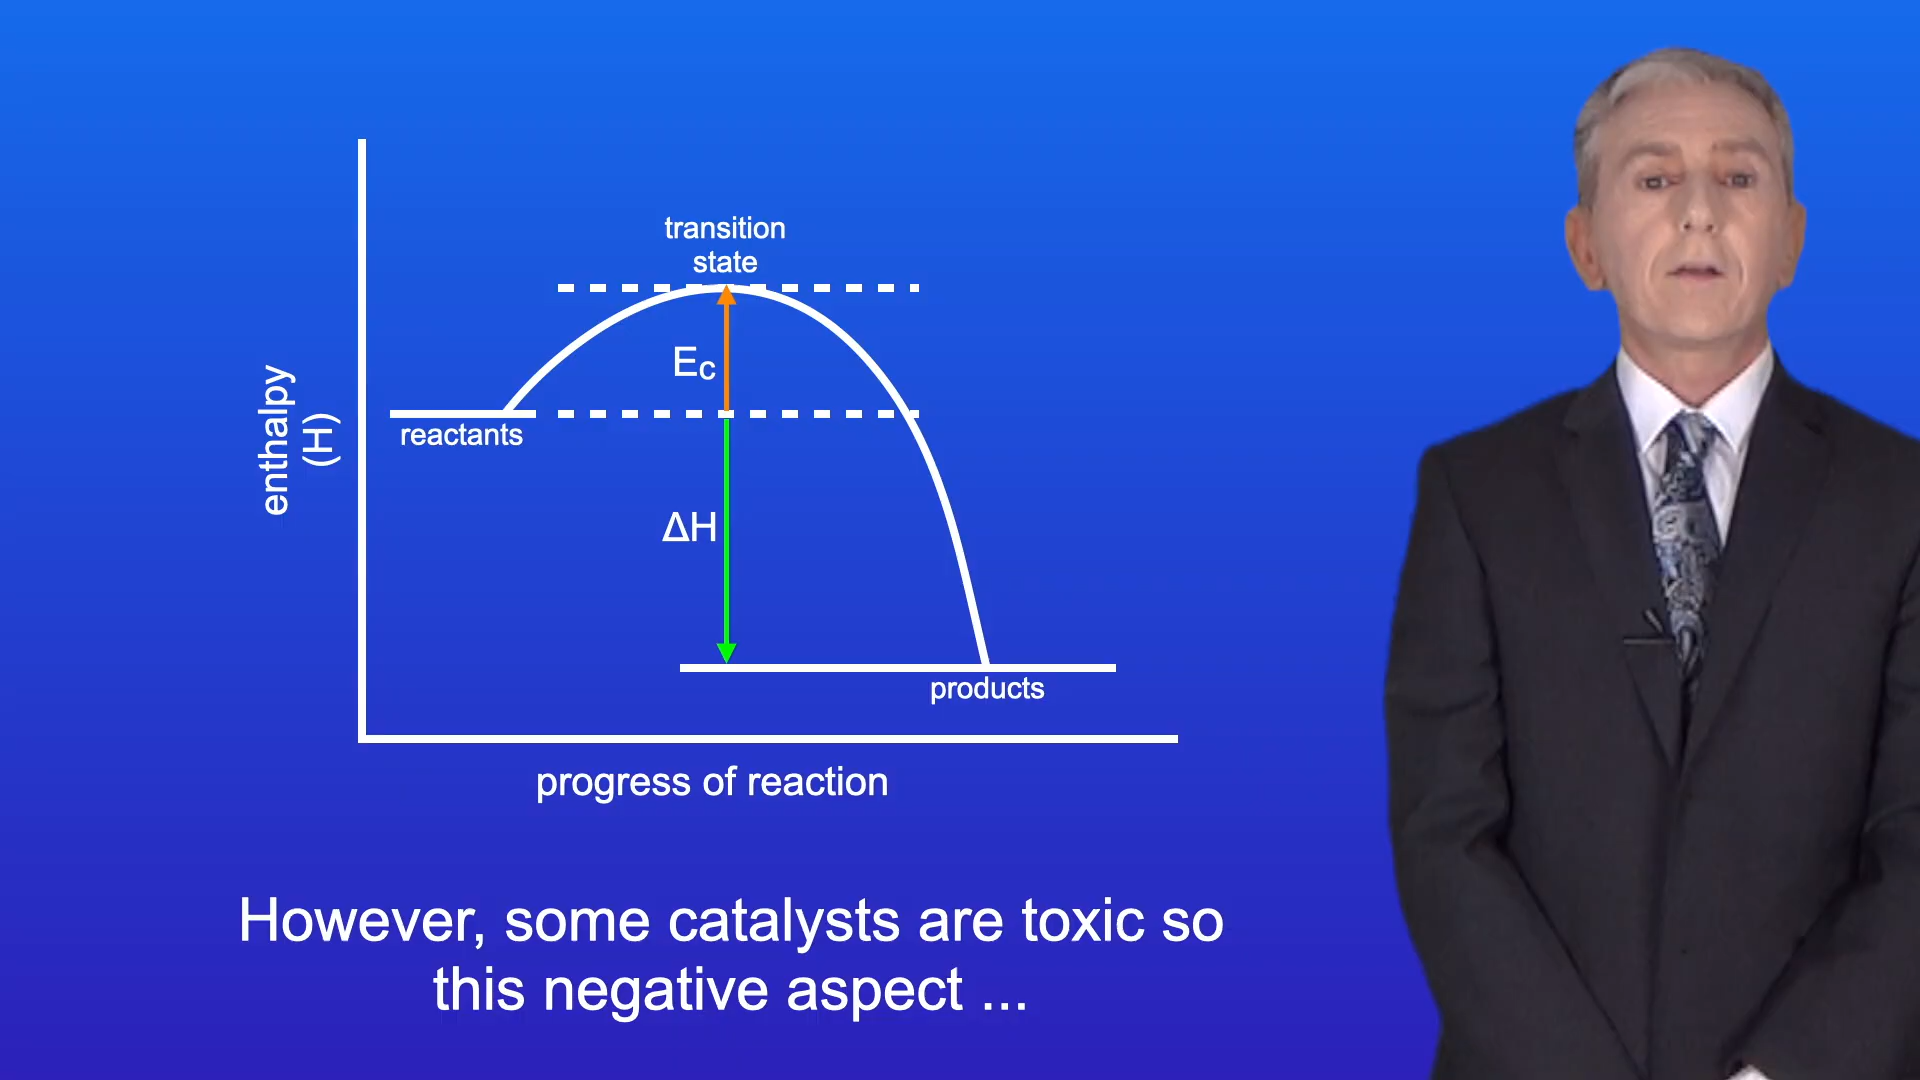 transition
state
Ec
reactants
enthalpy
(H)
ΔH
products
progress of reaction
However, some catalysts are toxic so
this negative aspect ...